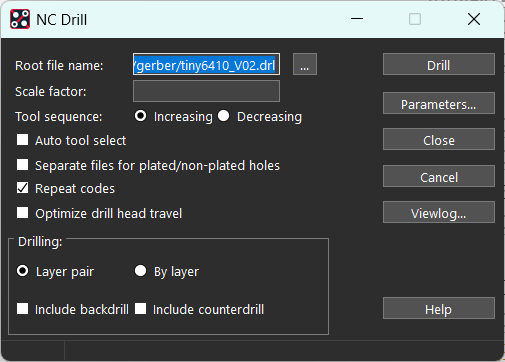 NC Drill
Root file name: /gerber/tiny6410_V02.drl ... Drill
Scale factor:
Parameters...
Tool sequence: Increasing Decreasing
Auto tool select Close
Separate files for plated/non-plated holes
Repeat codes Cancel
Optimize drill head travel Viewlog...
Drilling:
Layer pair By layer
Include backdrill Include counterdrill Help